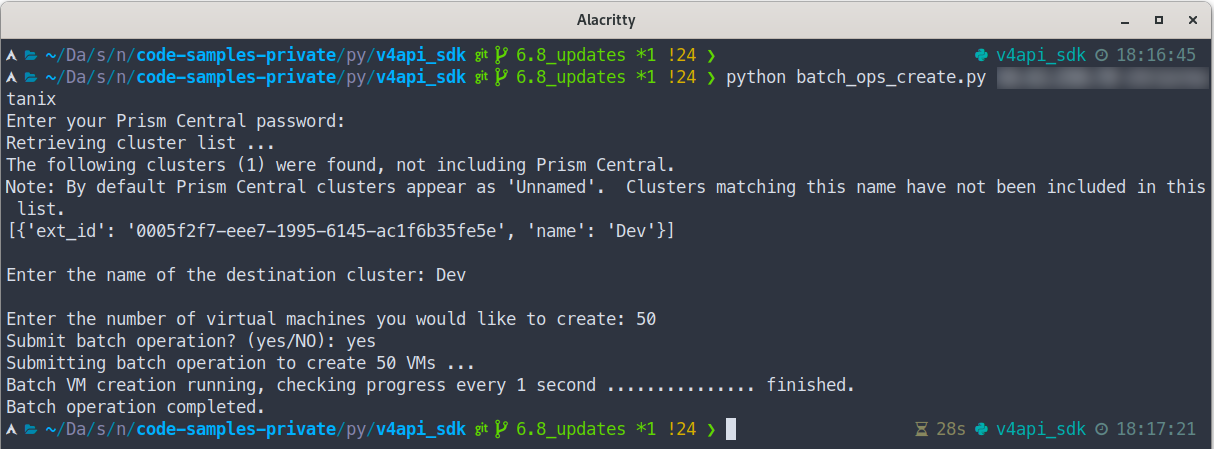 Alacritty
~/Da/s/n/code-samples-private/py/v4api_sdk git 6.8_updates *1 !24 ❯ v4api_sdk 18:16:45
~/Da/s/n/code-samples-private/py/v4api_sdk git 6.8_updates *1 !24 ❯ python batch_ops_create.py
tanix
Enter your Prism Central password:
Retrieving cluster list ...
The following clusters (1) were found, not including Prism Central.
Note: By default Prism Central clusters appear as 'Unnamed'.  Clusters matching this name have not been included in this
 list.
[{'ext_id': '0005f2f7-eee7-1995-6145-ac1f6b35fe5e', 'name': 'Dev'}]
Enter the name of the destination cluster: Dev
Enter the number of virtual machines you would like to create: 50
Submit batch operation? (yes/NO): yes
Submitting batch operation to create 50 VMs ...
Batch VM creation running, checking progress every 1 second ............... finished.
Batch operation completed.
~/Da/s/n/code-samples-private/py/v4api_sdk git 6.8_updates *1 !24 ❯ 28s v4api_sdk 18:17:21